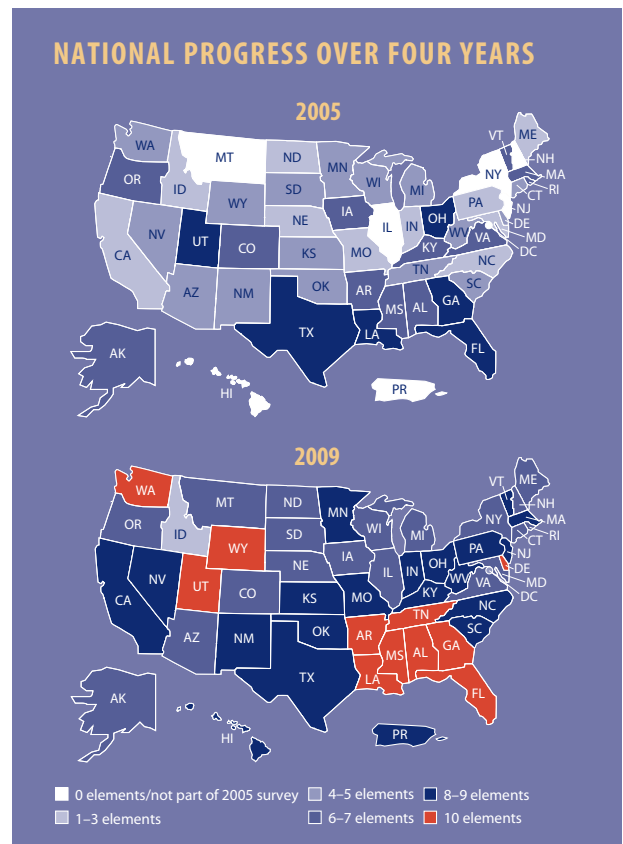 NATIONAL PROGRESS OVER FOUR YEARS
2005
WA
MT
ND
MN
VT
ME
OR
ID
SD
WI
MI
NY
NH
MA
WY
RI
CT
IA
PA
NE
NJ
NV
UT
IL
IN
OH
DE
CO
WV
VA
MD
CA
KS
MO
KY
DC
NC
AZ
NM
OK
TN
SC
AR
MS
AL
GA
TX
LA
FL
AK
HI
PR
2009
WA
MT
ND
MN
VT
ME
OR
ID
SD
WI
MI
NY
NH
MA
WY
RI
CT
IA
PA
NE
NJ
NV
UT
IL
IN
OH
DE
CO
WV
VA
MD
CA
KS
MO
KY
DC
NC
AZ
NM
OK
TN
SC
AR
MS
AL
GA
TX
LA
FL
AK
HI
PR
0 elements/not part of 2005 survey 4–5 elements 8–9 elements
1–3 elements 6–7 elements 10 elements